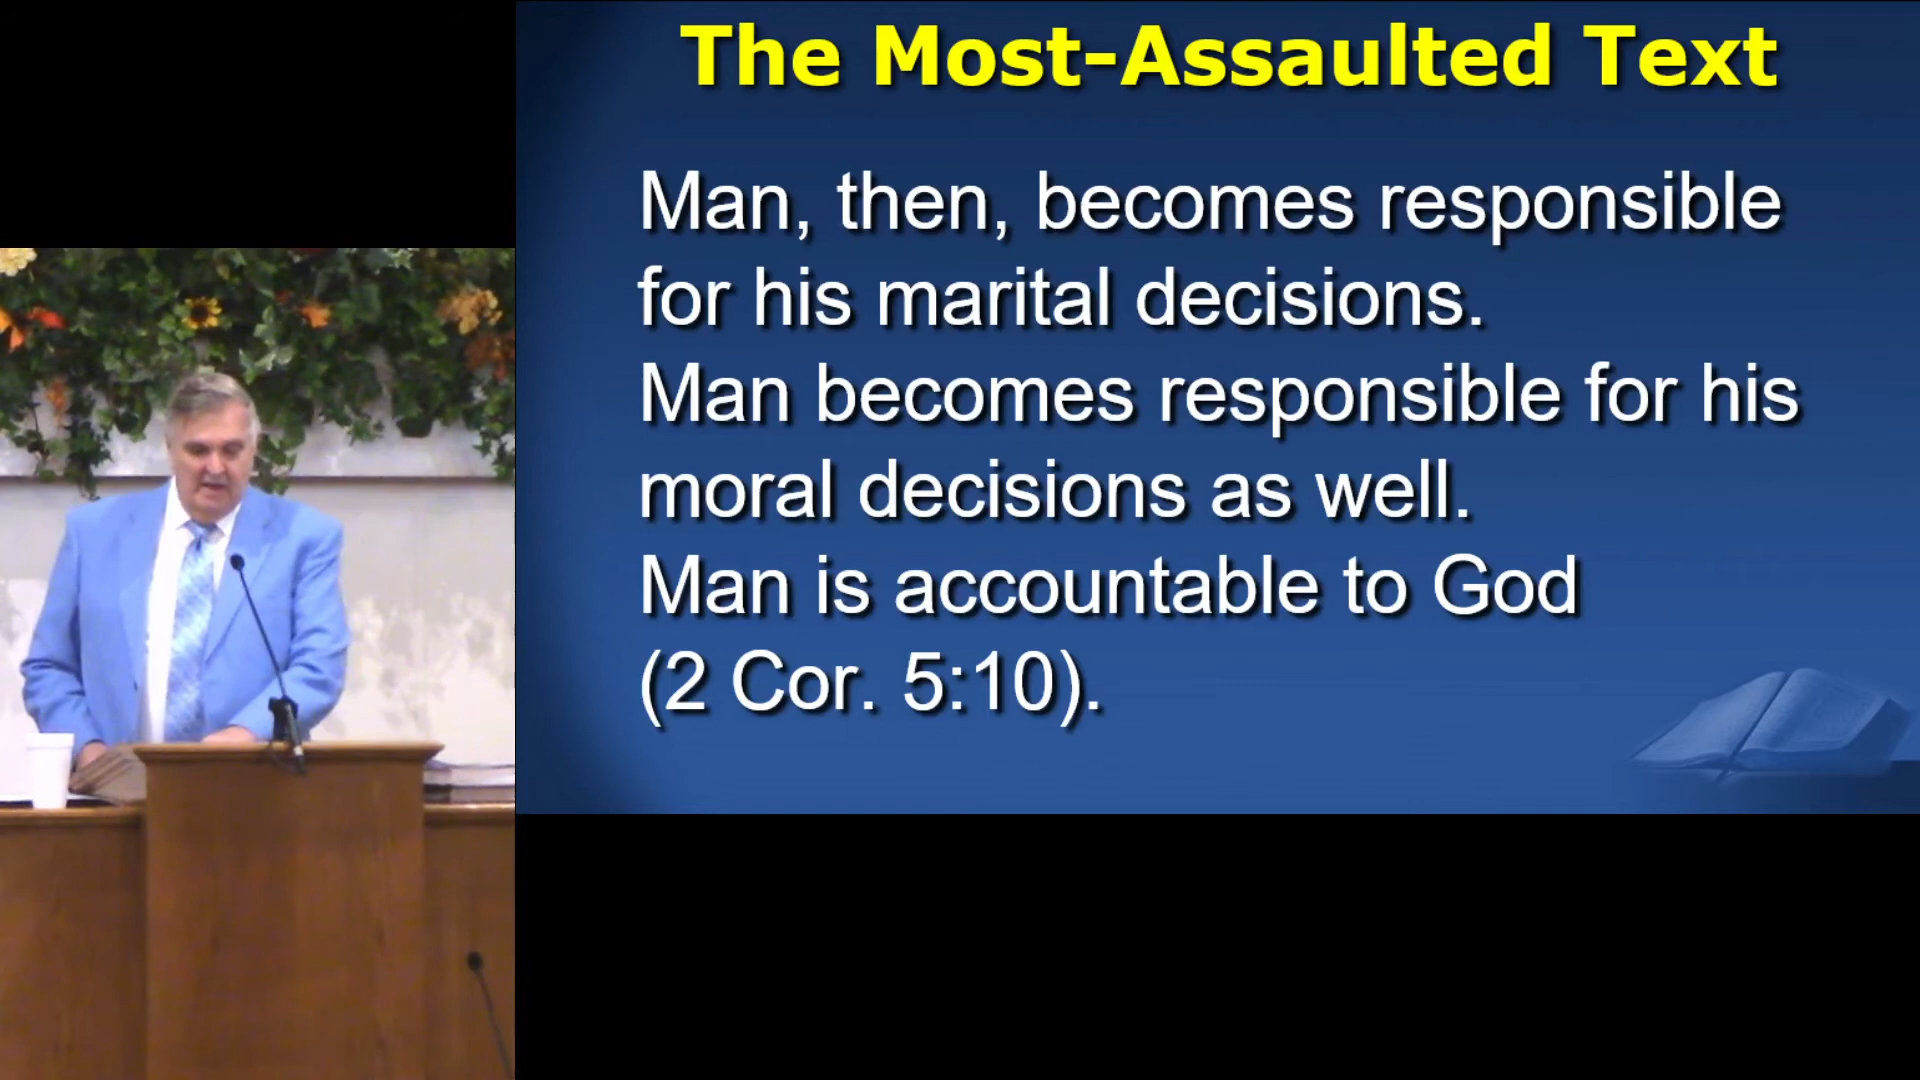 The Most-Assaulted Text
Man, then, becomes responsible
for his marital decisions.
Man becomes responsible for his
moral decisions as well.
Man is accountable to God
(2 Cor. 5:10).